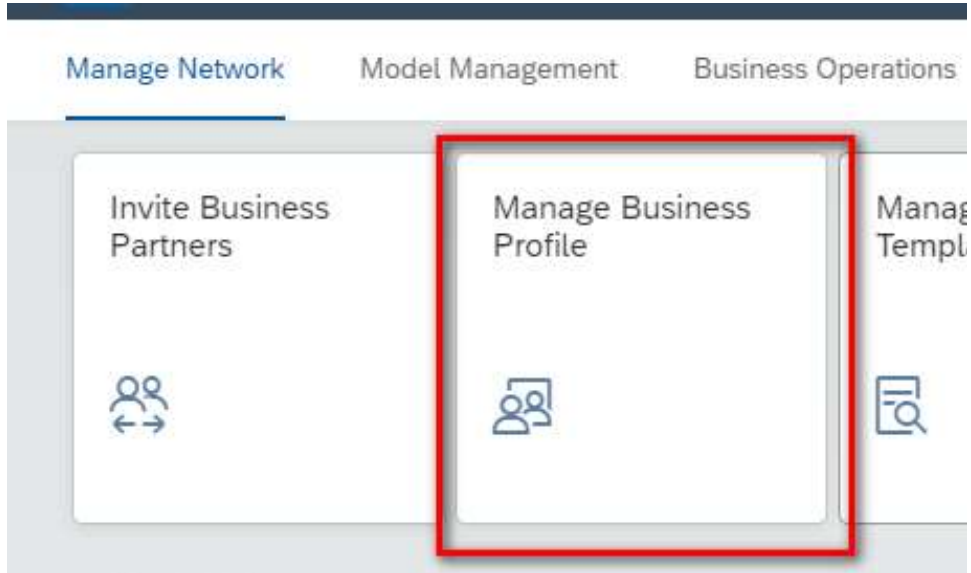 Manage Network Model Management Business Operations
Invite Business
Partners
Manage Business
Profile